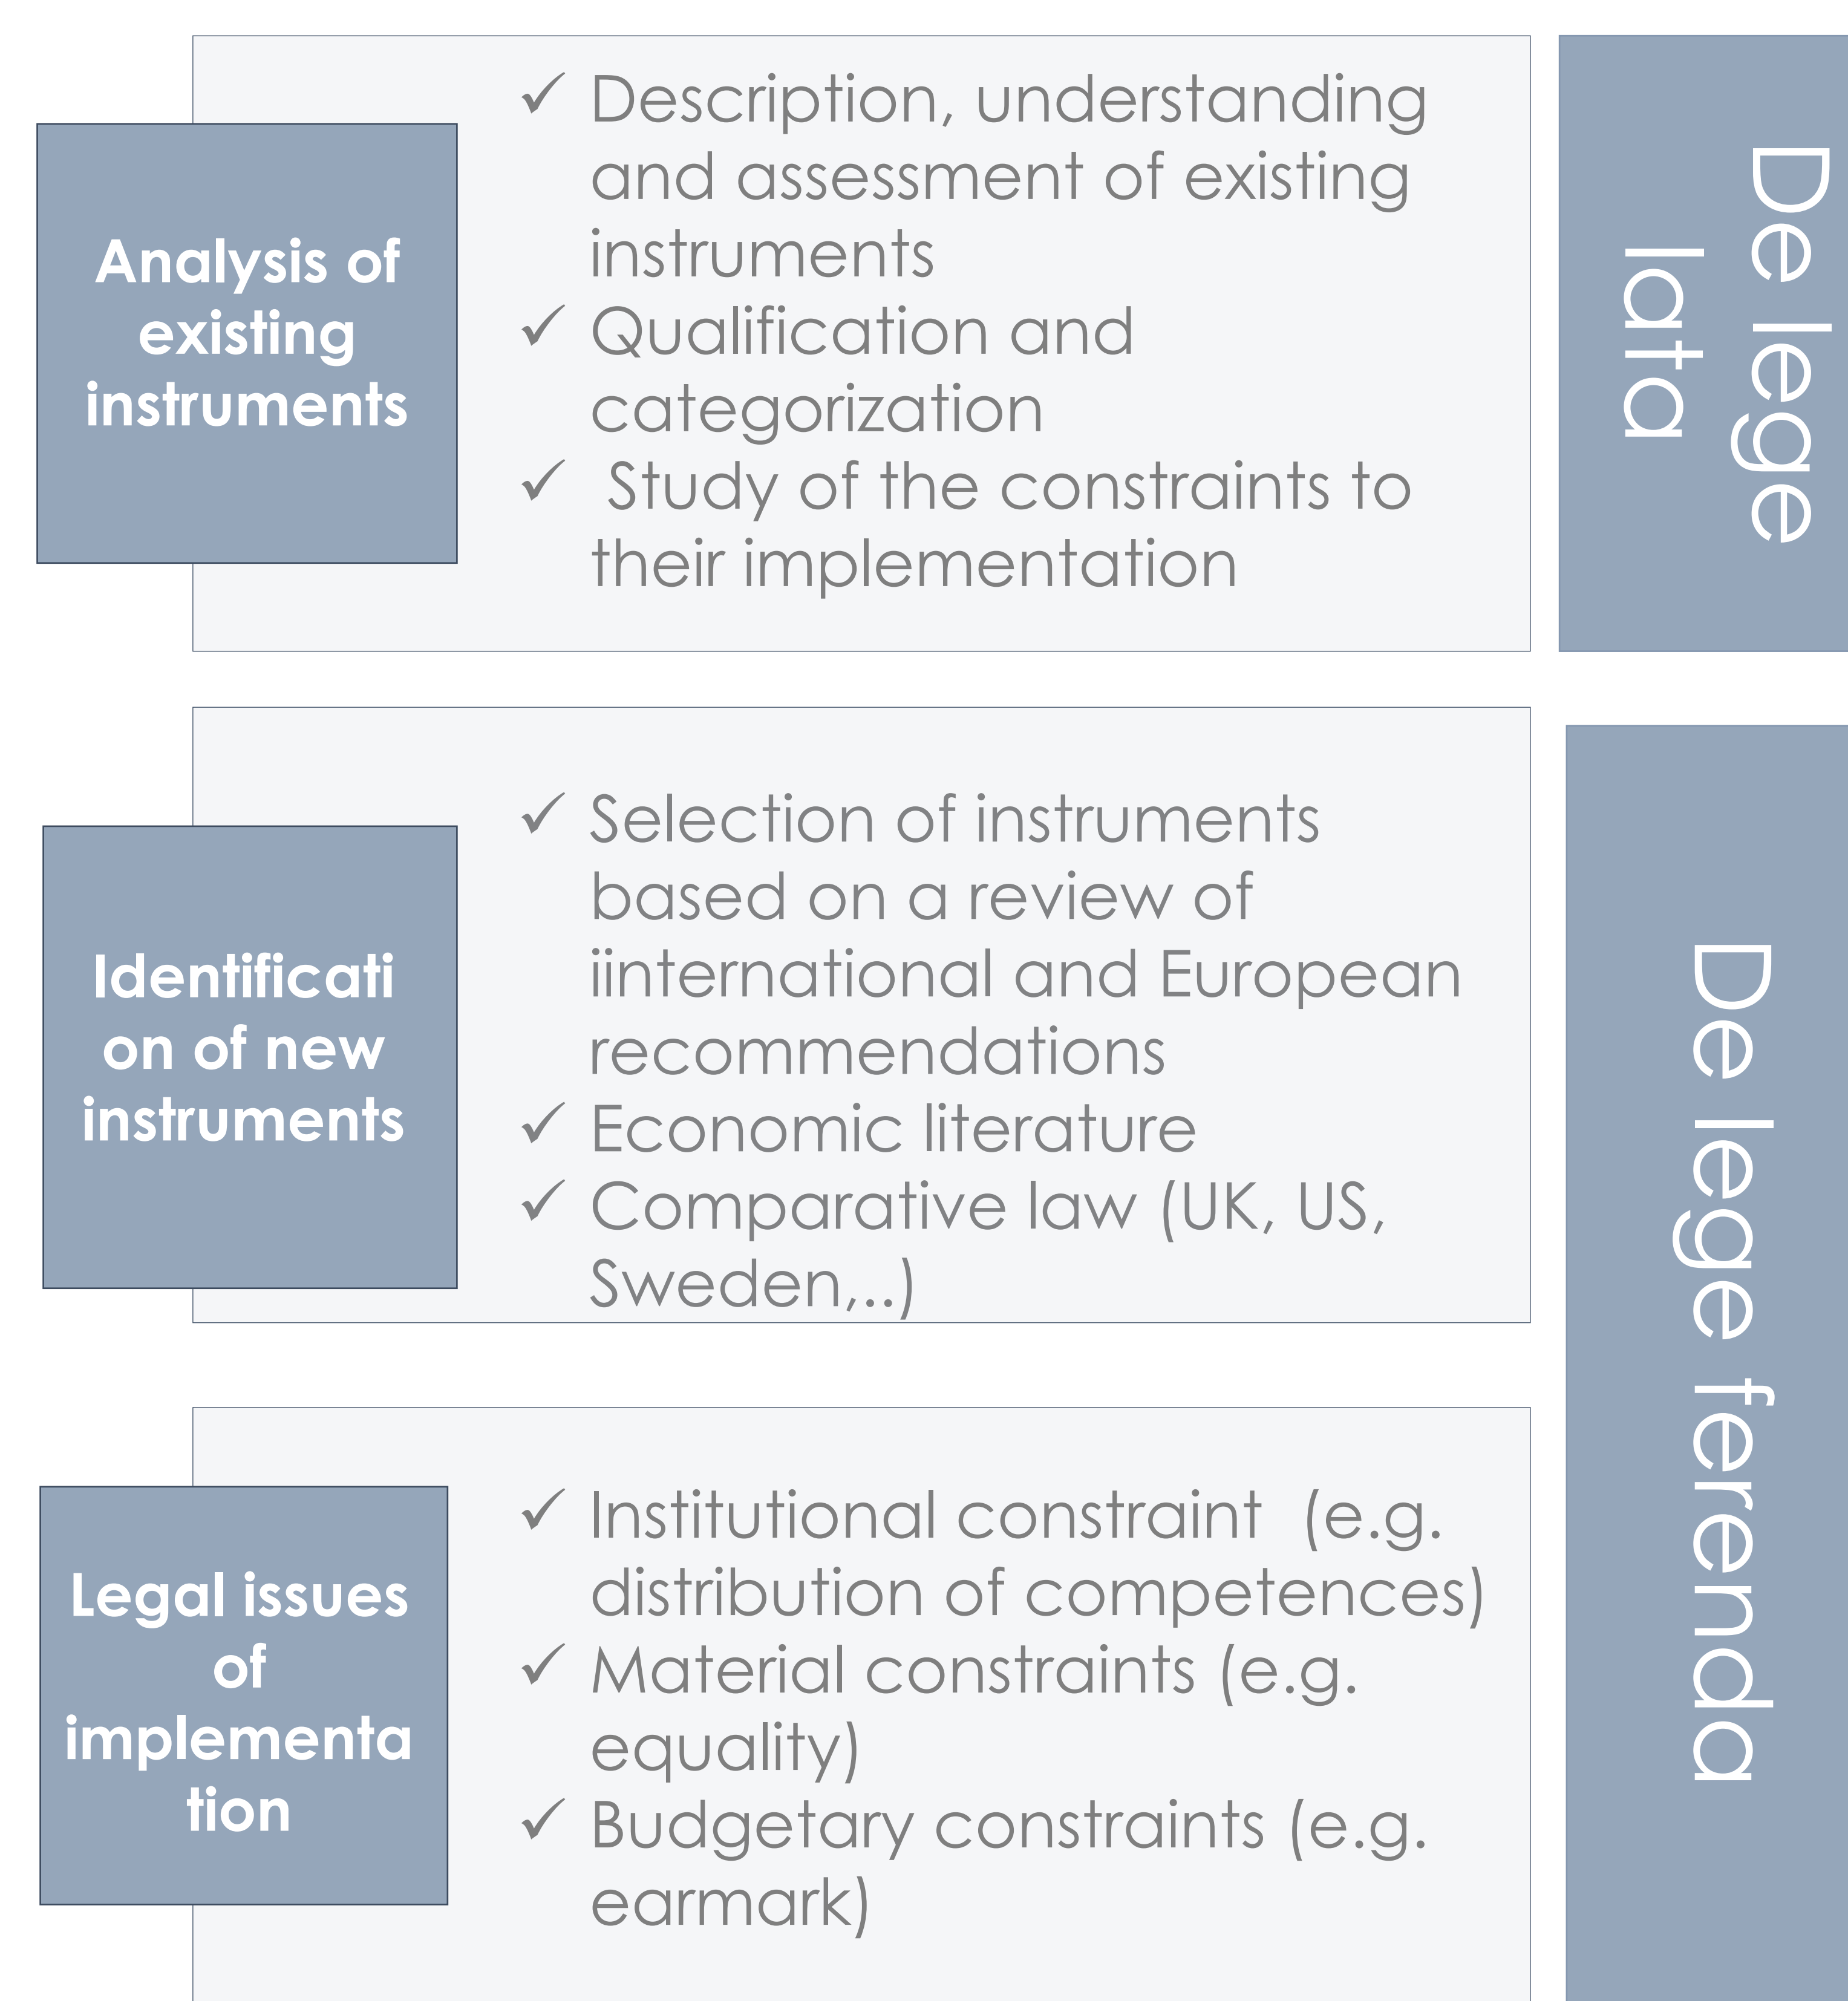 Analysis of
existing
instruments
Description, understanding
and assessment of existing
instruments
Qualification and
categorization
Study of the constraints to
their implementation
De lege
lata
Identificati
on of new
instruments
Selection of instruments
based on a review of
iinternational and European
recommendations
Economic literature
Comparative law (UK, US,
Sweden,..)
Legal issues
of
implementa
tion
Institutional constraint  (e.g.
distribution of competences)
Material constraints (e.g.
equality)
Budgetary constraints (e.g.
earmark)
De lege ferenda